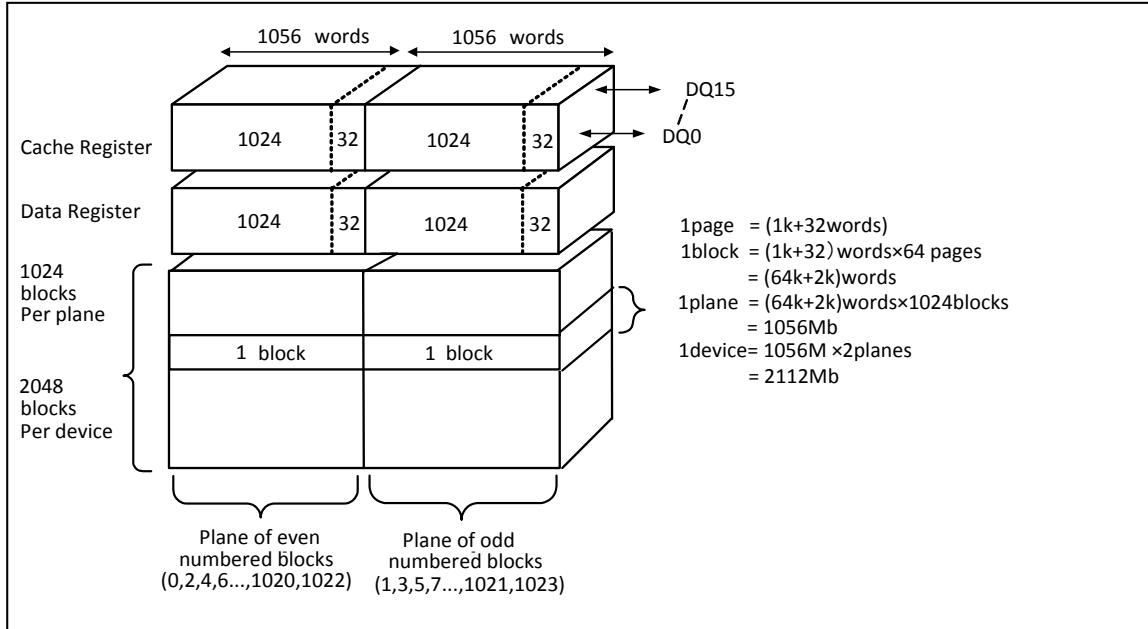 1056 words
1056 words
DQ15
DQ0
Cache Register
1024
32
1024
32
Data Register
1024
32
1024
32
1page = (1k+32words)
1block = (1k+32）words×64 pages
= (64k+2k)words
1plane = (64k+2k)words×1024blocks
= 1056Mb
1device= 1056M ×2planes
= 2112Mb
1024
blocks
Per plane
1 block
1 block
2048
blocks
Per device
Plane of even
numbered blocks
(0,2,4,6...,1020,1022)
Plane of odd
numbered blocks
(1,3,5,7...,1021,1023)